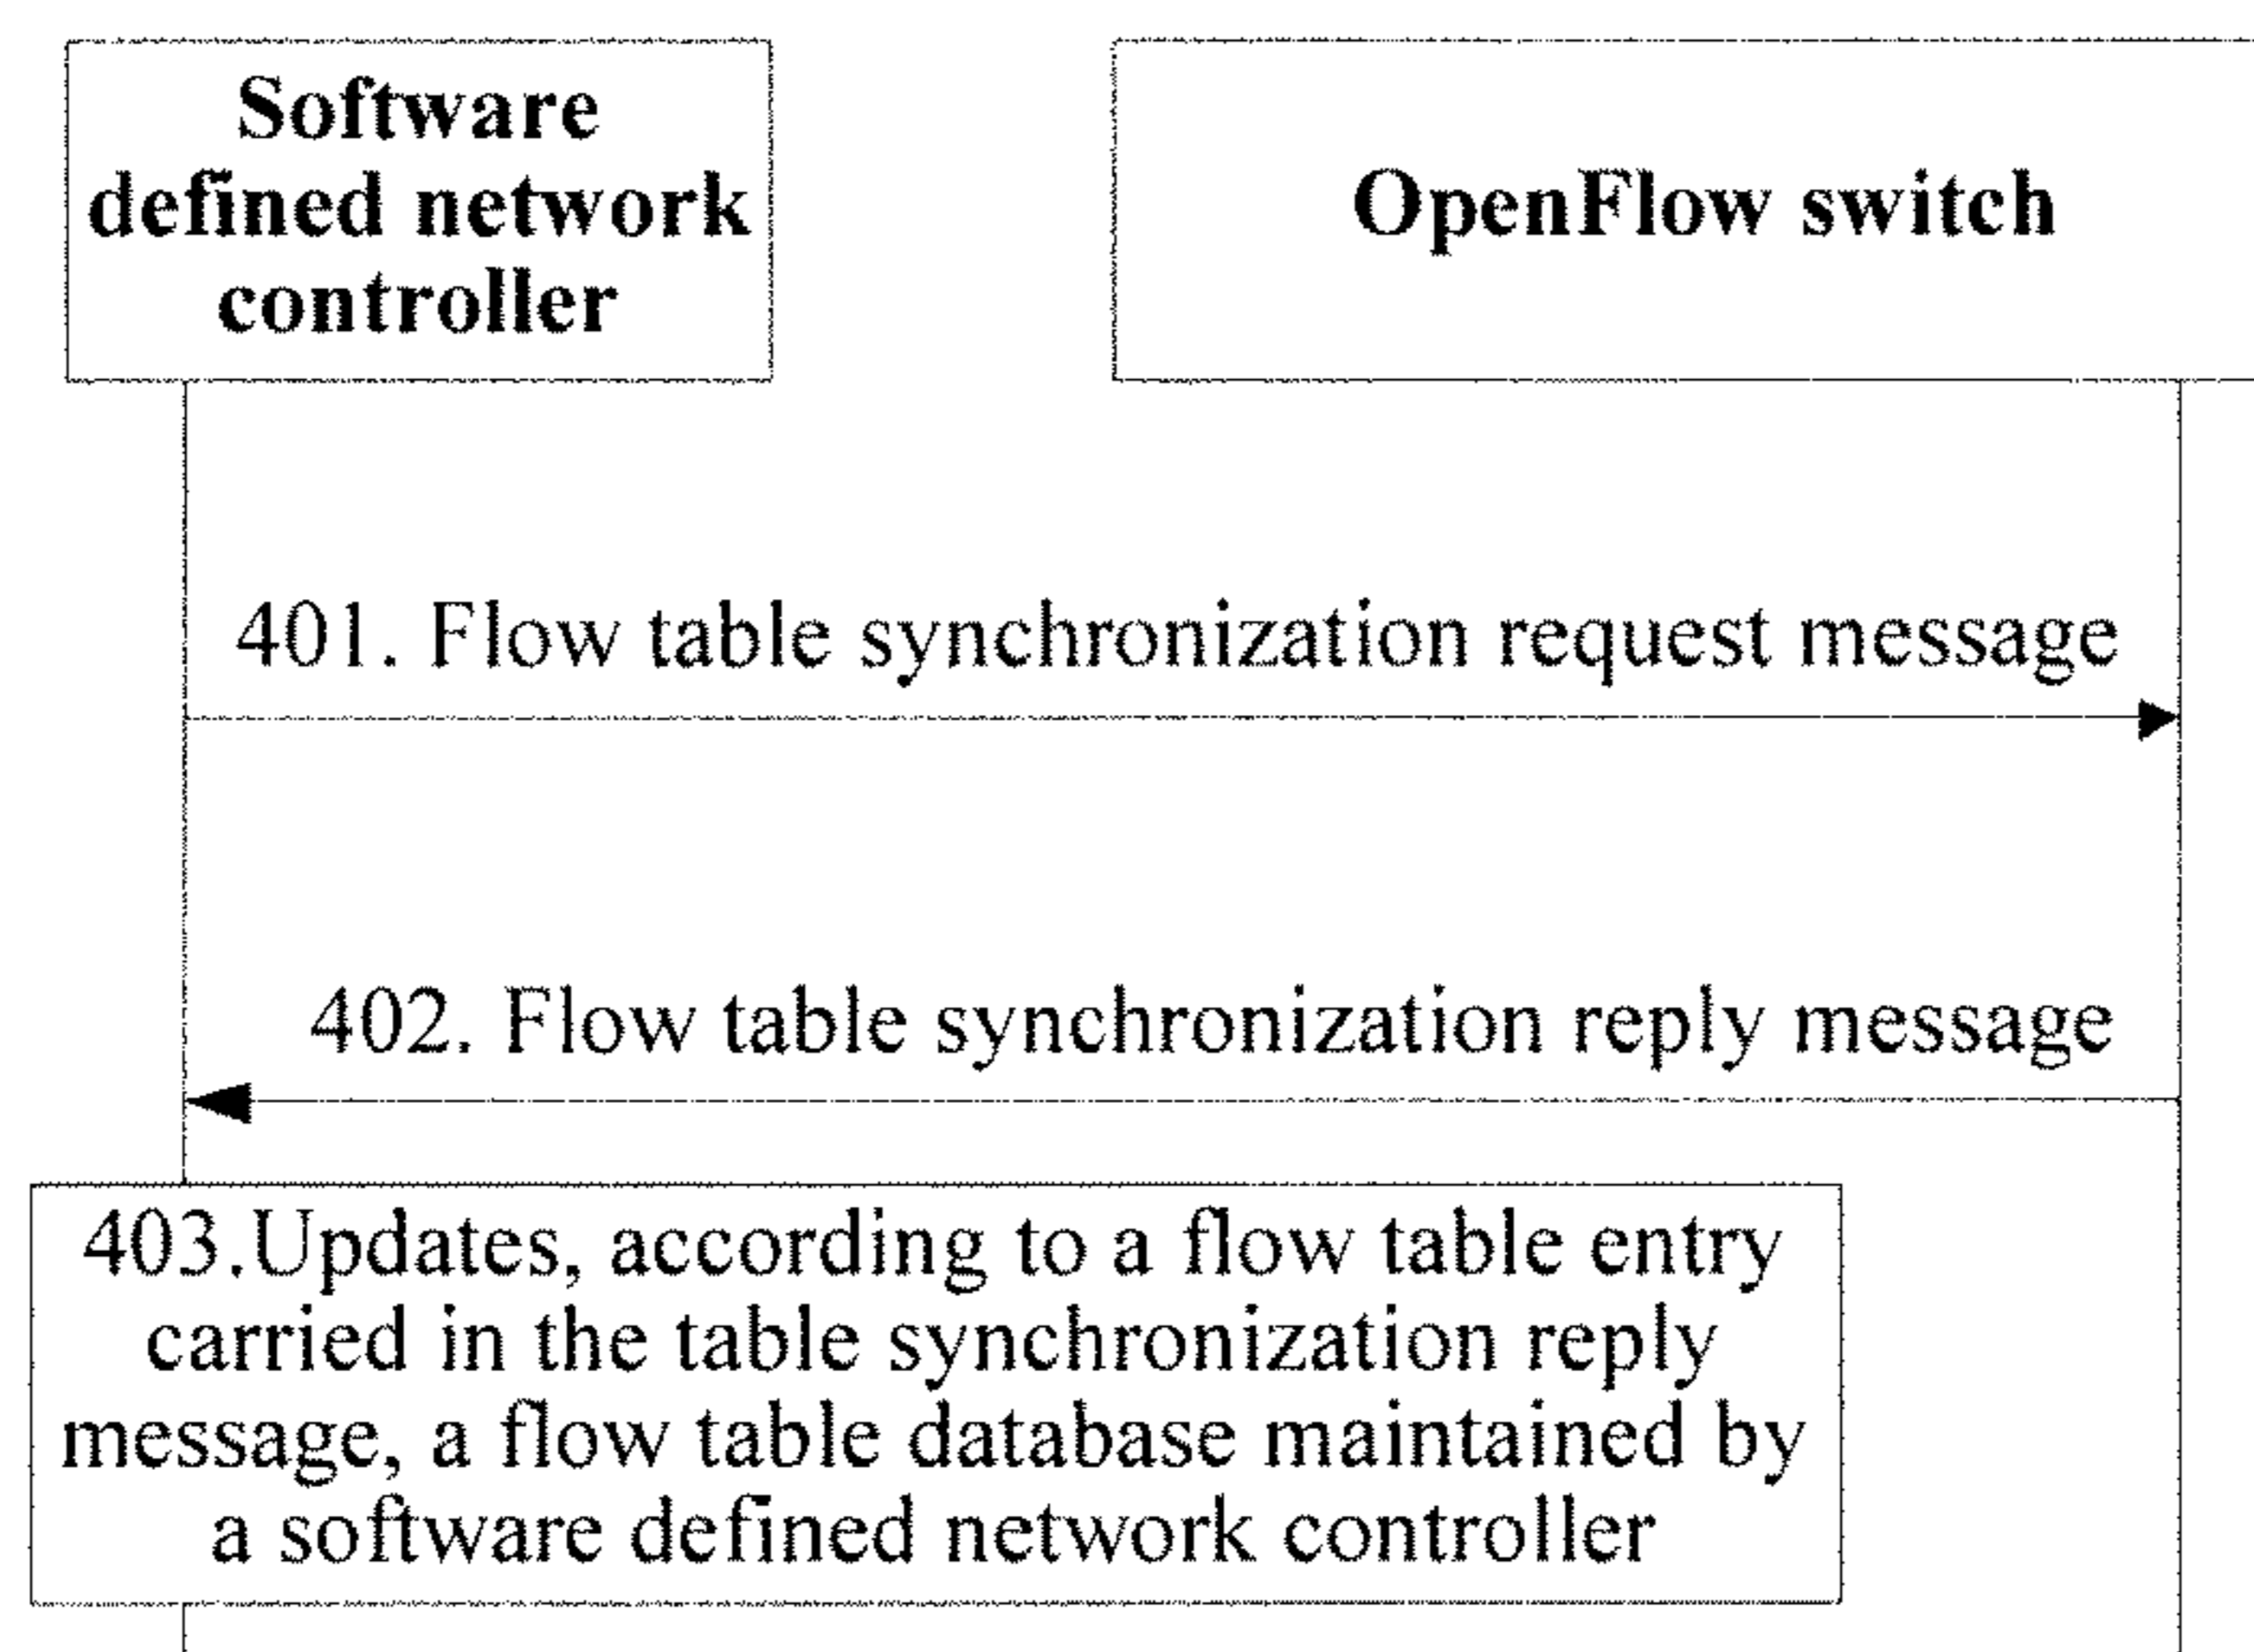 Software
defined network
controller
OpenFlow switch
401. Flow table synchronization request message
402. Flow table synchronization reply message
403.Updates, according to a flow table entry
carried in the table synchronization reply
message, a flow table database maintained by
a software defined network controller